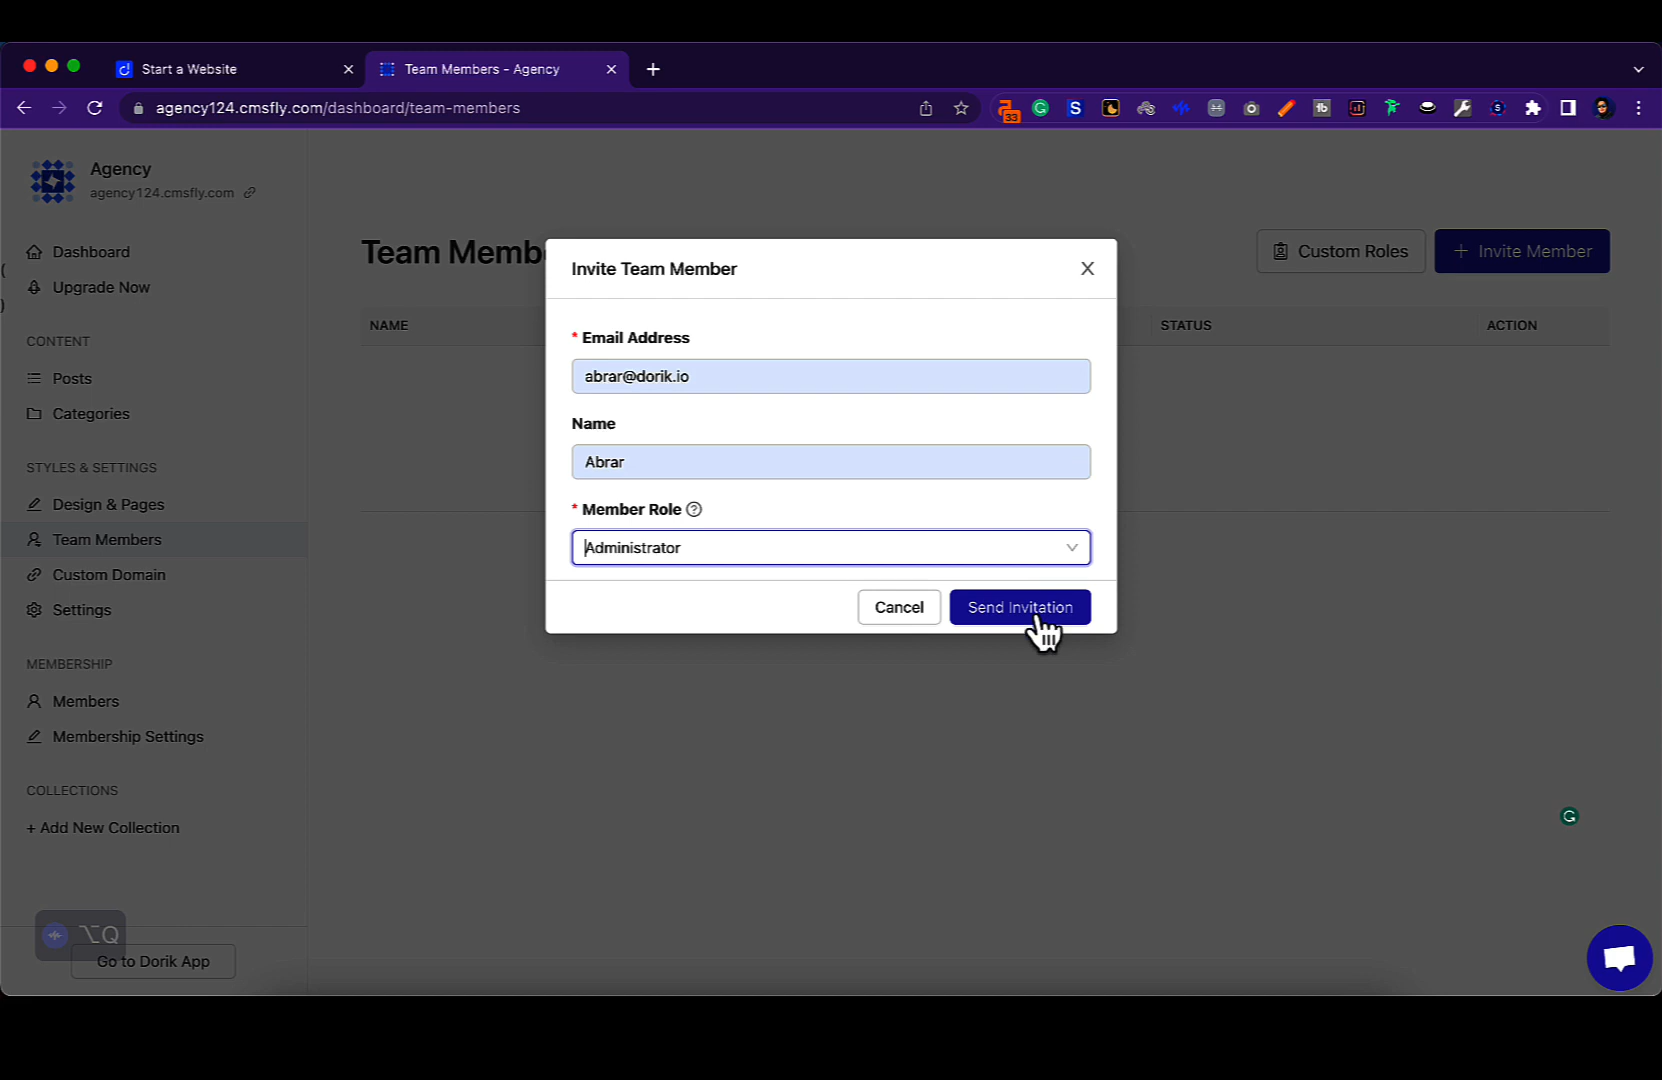 Start a Website
Team Members - Agency
agency124.cmsfly.com/dashboard/team-members
33
Agency
agency124.cmsfly.com
Dashboard
Upgrade Now
CONTENT
Posts
Categories
STYLES & SETTINGS
Design & Pages
Team Members
Custom Domain
Settings
MEMBERSHIP
Members
Membership Settings
COLLECTIONS
+ Add New Collection
⌥Q
Go to Dorik App
Team Memb
Custom Roles
+ Invite Member
NAME
STATUS
ACTION
Invite Team Member
* Email Address
abrar@dorik.io
Name
Abrar
* Member Role
Administrator
Cancel
Send Invitation